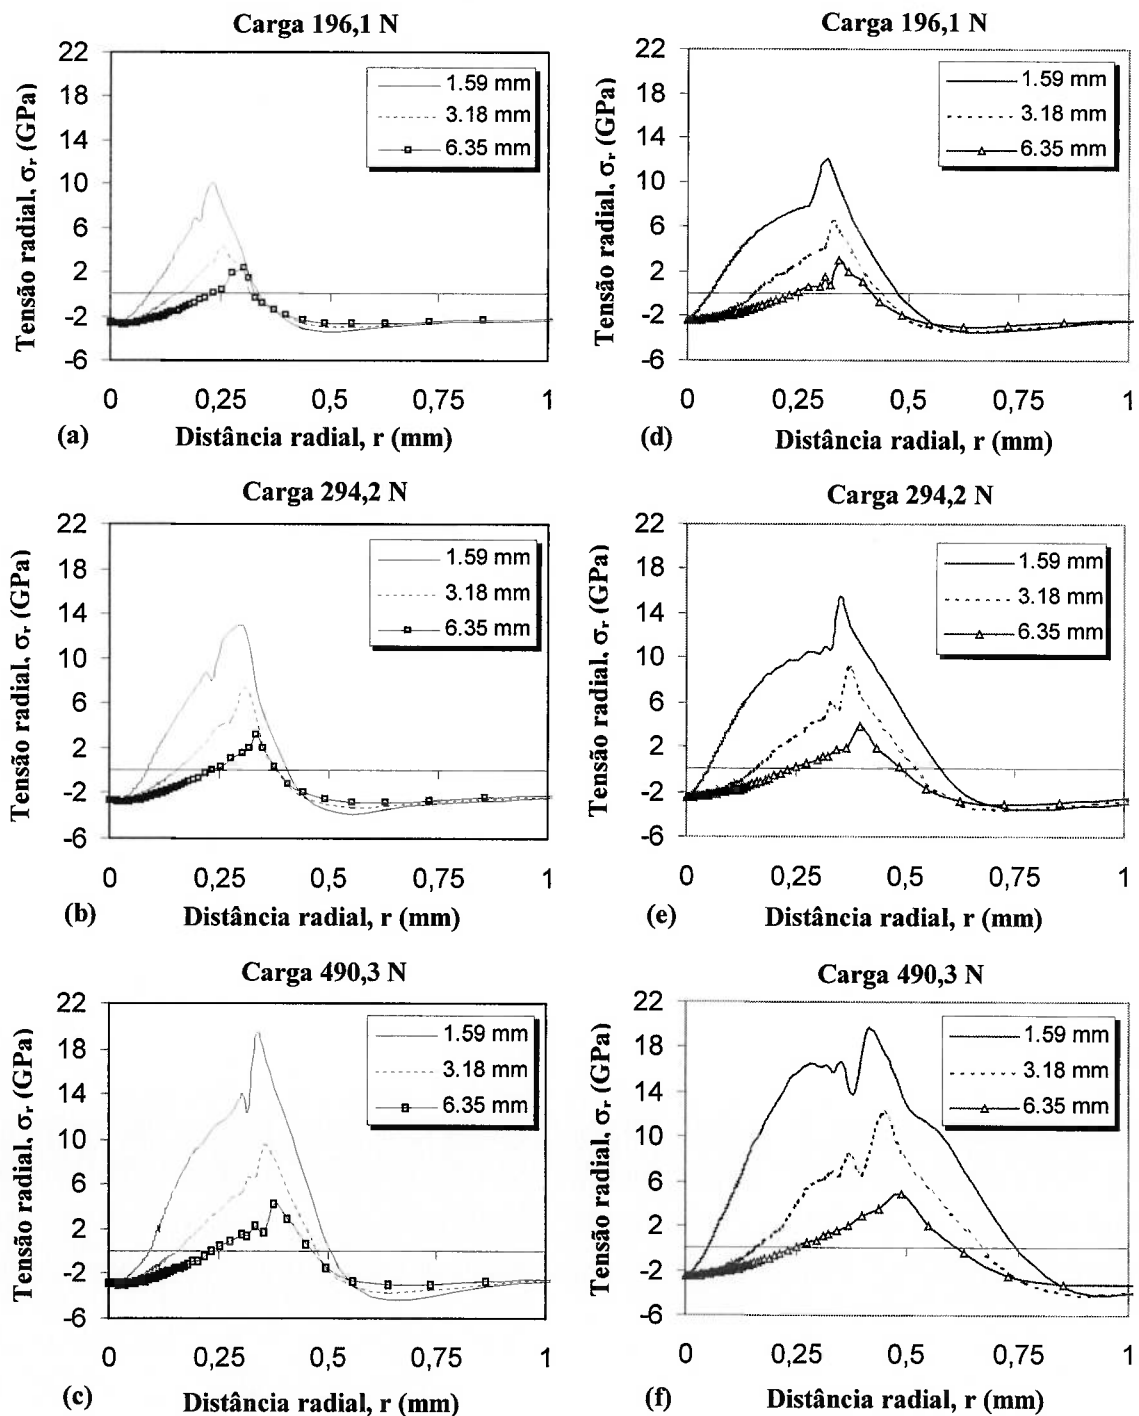 Carga 196,1 N
Tensão radial, σr (GPa)
22
18
14
10
6
2
-2
-6
1.59 mm
3.18 mm
6.35 mm
0
0,25
0,5
0,75
1
(a)
Distância radial, r (mm)
Carga 196,1 N
Tensão radial, σr (GPa)
22
18
14
10
6
2
-2
-6
1.59 mm
3.18 mm
6.35 mm
0
0,25
0,5
0,75
1
(d)
Distância radial, r (mm)
Carga 294,2 N
Tensão radial, σr (GPa)
22
18
14
10
6
2
-2
-6
1.59 mm
3.18 mm
6.35 mm
0
0,25
0,5
0,75
1
(b)
Distância radial, r (mm)
Carga 294,2 N
Tensão radial, σr (GPa)
22
18
14
10
6
2
-2
-6
1.59 mm
3.18 mm
6.35 mm
0
0,25
0,5
0,75
1
(e)
Distância radial, r (mm)
Carga 490,3 N
Tensão radial, σr (GPa)
22
18
14
10
6
2
-2
-6
1.59 mm
3.18 mm
6.35 mm
0
0,25
0,5
0,75
1
(c)
Distância radial, r (mm)
Carga 490,3 N
Tensão radial, σr (GPa)
22
18
14
10
6
2
-2
-6
1.59 mm
3.18 mm
6.35 mm
0
0,25
0,5
0,75
1
(f)
Distância radial, r (mm)